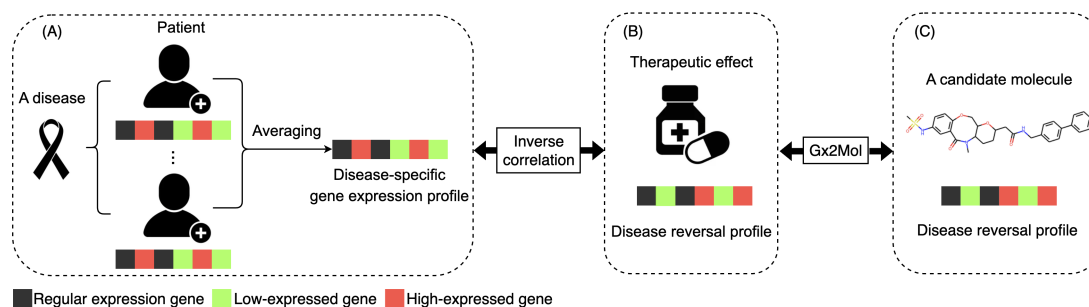 (A)
Patient
A disease
Averaging
Disease-specific
gene expression profile
Inverse
correlation
(B)
Therapeutic effect
Disease reversal profile
Gx2Mol
(C)
A candidate molecule
Disease reversal profile
Regular expression gene
Low-expressed gene
High-expressed gene